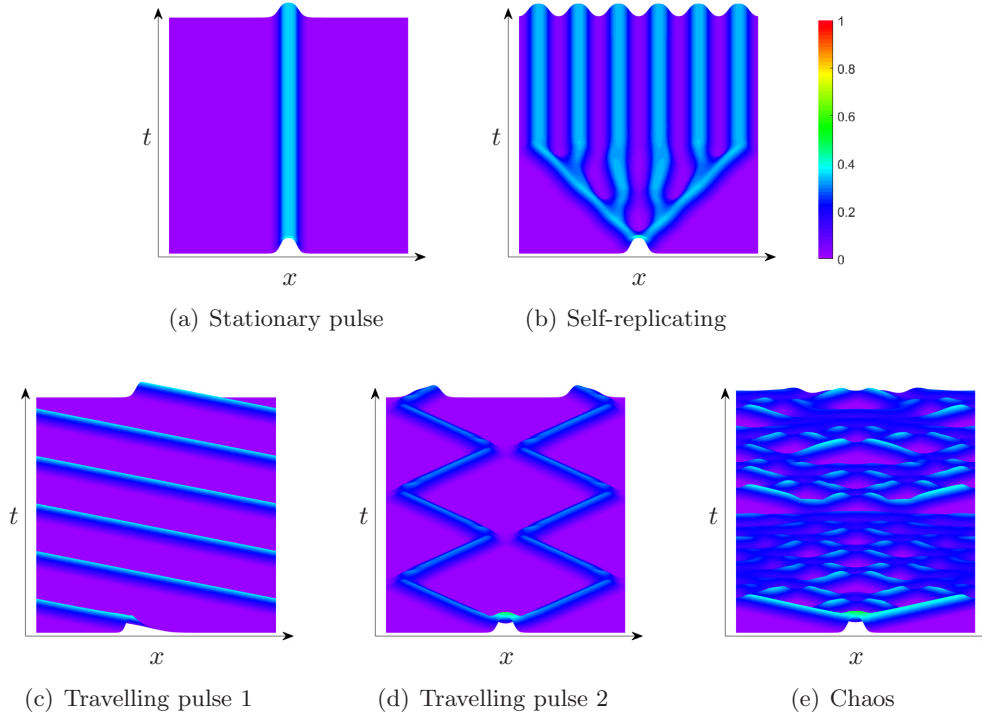 t
x
(a) Stationary pulse
t
x
(b) Self-replicating
1
0.8
0.6
0.4
0.2
0
t
x
(c) Travelling pulse 1
t
x
(d) Travelling pulse 2
t
x
(e) Chaos